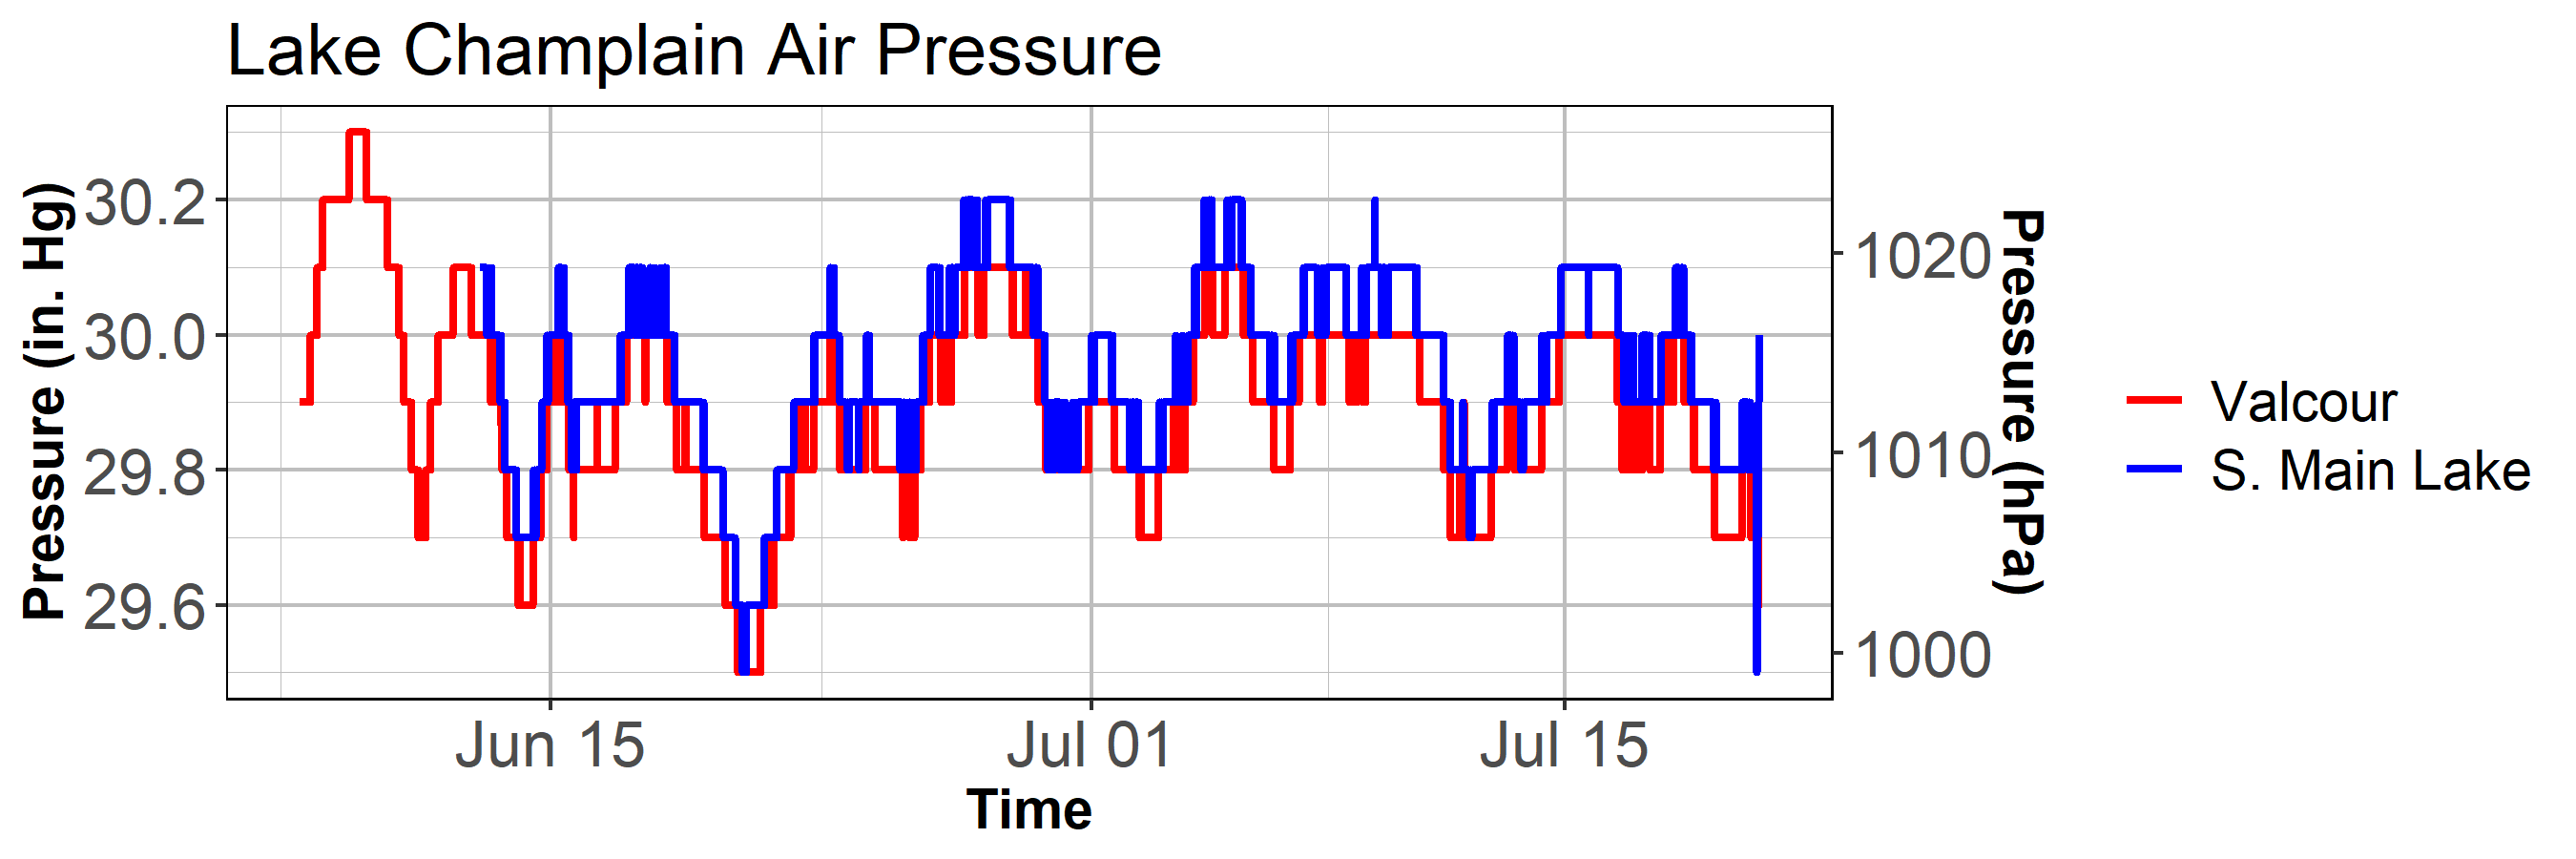 Lake Champlain Air Pressure
Pressure (in. Hg)
30.2
30.0
29.8
29.6
1020
1010
1000
Pressure (hPa)
Jun 15
Jul 01
Jul 15
Time
Valcour
S. Main Lake